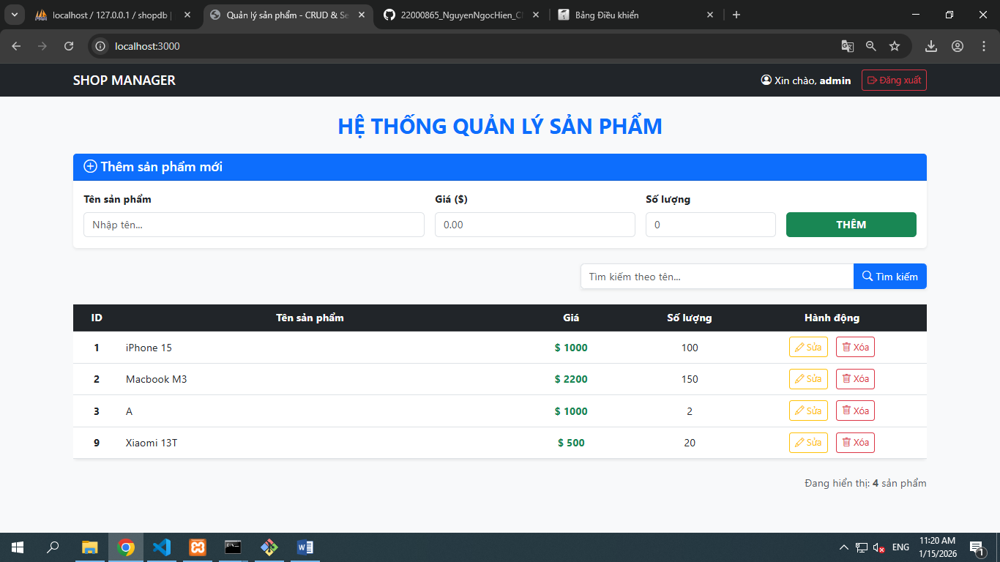 localhost / 127.0.0.1 / shopdb |
Quản lý sản phẩm - CRUD & Se
22000865_NguyenNgocHien_C
Bảng Điều khiển
localhost:3000
SHOP MANAGER
Xin chào, admin
Đăng xuất
HỆ THỐNG QUẢN LÝ SẢN PHẨM
Thêm sản phẩm mới
Tên sản phẩm Giá ($) Số lượng
Nhập tên... 0.00 0 THÊM
Tìm kiếm theo tên... Tìm kiếm
ID Tên sản phẩm Giá Số lượng Hành động
1 iPhone 15 $ 1000 100 Sửa Xóa
2 Macbook M3 $ 2200 150 Sửa Xóa
3 A $ 1000 2 Sửa Xóa
9 Xiaomi 13T $ 500 20 Sửa Xóa
Đang hiển thị: 4 sản phẩm
ENG
11:20 AM
1/15/2026
1